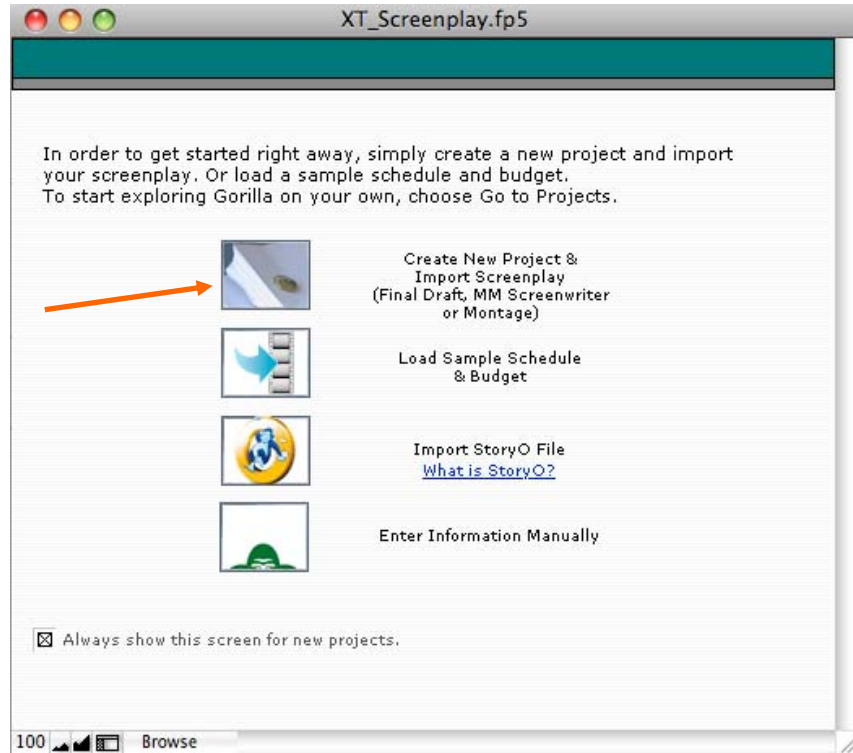 XT_Screenplay.fp5
In order to get started right away, simply create a new project and import
your screenplay. Or load a sample schedule and budget.
To start exploring Gorilla on your own, choose Go to Projects.
Create New Project &
Import Screenplay
(Final Draft, MM Screenwriter
or Montage)
Load Sample Schedule
& Budget
Import StoryO File
What is StoryO?
Enter Information Manually
Always show this screen for new projects.
100 Browse